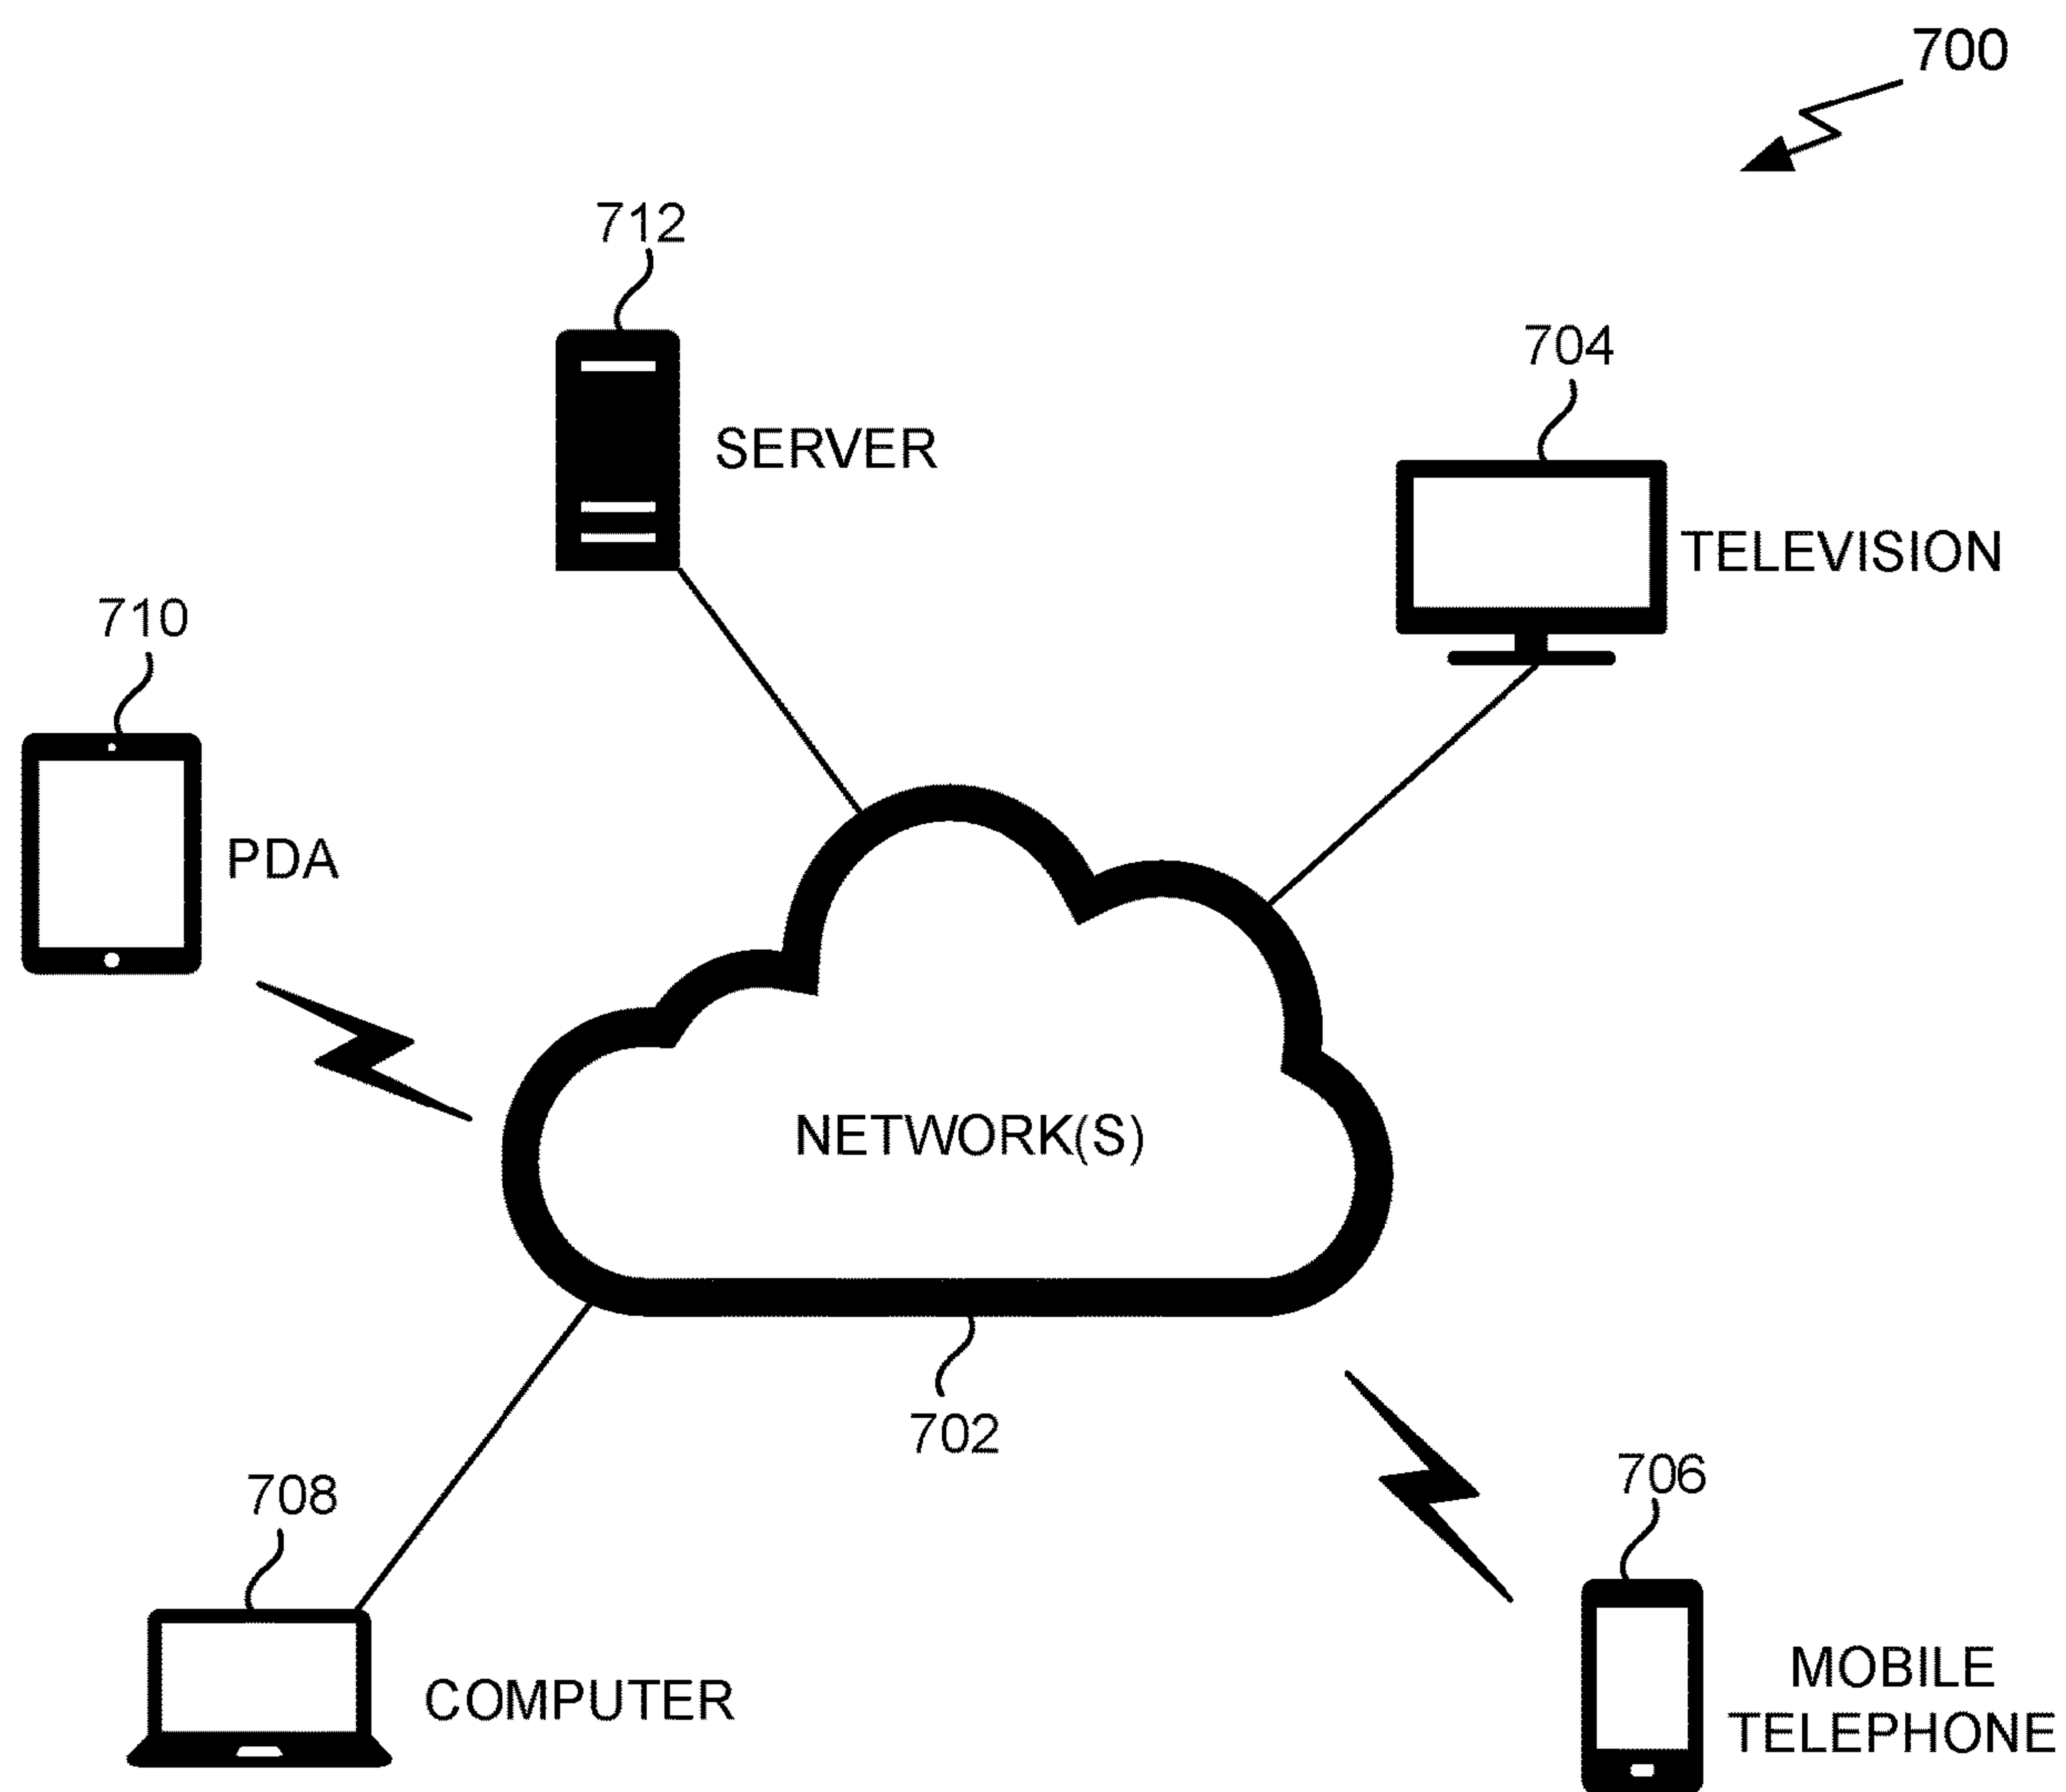 700
712
SERVER
704
TELEVISION
710
PDA
NETWORK(S)
702
708
COMPUTER
706
MOBILE
TELEPHONE